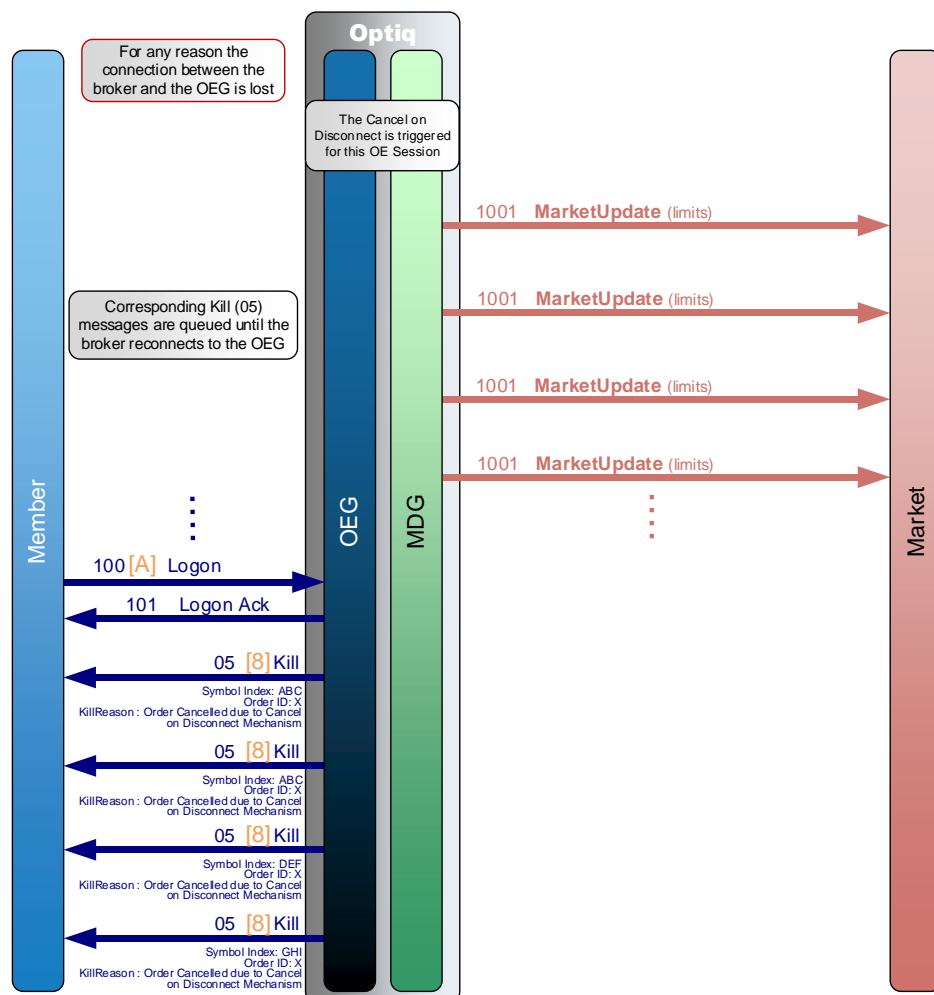 Optiq
For any reason the
connection between the
broker and the OEG is lost
The Cancel on
Disconnect is triggered
for this OE Session
1001 MarketUpdate (limits)
Corresponding Kill (05)
messages are queued until the
broker reconnects to the OEG
1001 MarketUpdate (limits)
1001 MarketUpdate (limits)
1001 MarketUpdate (limits)
Member
OEG
MDG
Market
100 [A] Logon
101 Logon Ack
05 [8] Kill
Symbol Index: ABC
Order ID: X
KillReason : Order Cancelled due to Cancel
on Disconnect Mechanism
05 [8] Kill
Symbol Index: ABC
Order ID: X
KillReason : Order Cancelled due to Cancel
on Disconnect Mechanism
05 [8] Kill
Symbol Index: DEF
Order ID: X
KillReason : Order Cancelled due to Cancel
on Disconnect Mechanism
05 [8] Kill
Symbol Index: GHI
Order ID: X
KillReason : Order Cancelled due to Cancel
on Disconnect Mechanism